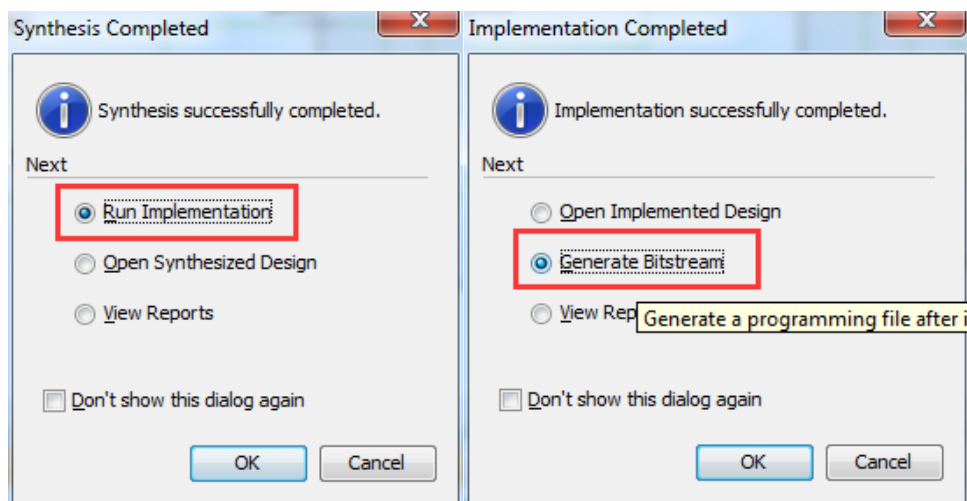 Synthesis Completed
Synthesis successfully completed.
Next
Run Implementation
Open Synthesized Design
View Reports
Don't show this dialog again
OK
Cancel
Implementation Completed
Implementation successfully completed.
Next
Open Implemented Design
Generate Bitstream
View Rep
Generate a programming file after i
Don't show this dialog again
OK
Cancel